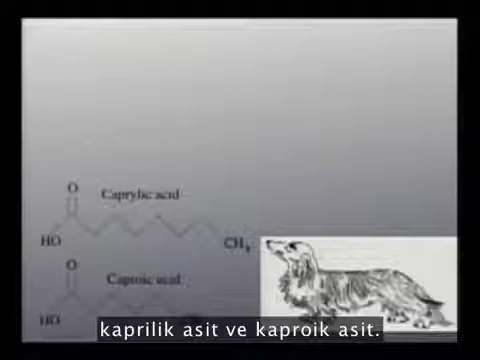 O
Caprylic acid
HO
CH3
O
Caproic acid
HO
kaprilik asit ve kaproik asit.